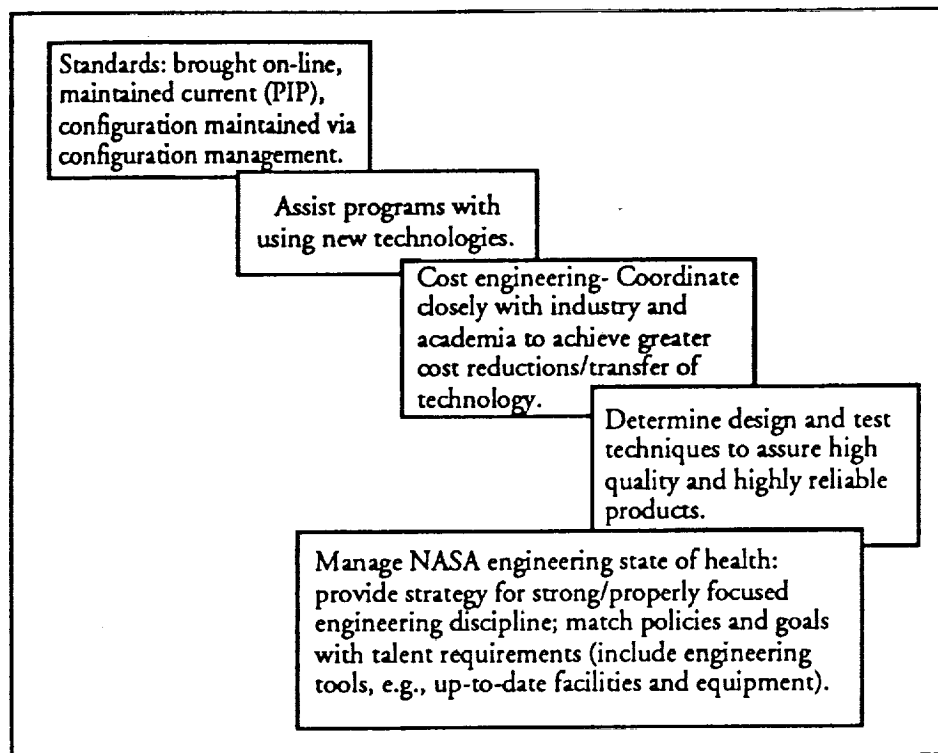 Standards: brought on-line,
maintained current (PIP),
configuration maintained via
configuration management.
Assist programs with
using new technologies.
Cost engineering- Coordinate
closely with industry and
academia to achieve greater
cost reductions/transfer of
technology.
Determine design and test
techniques to assure high
quality and highly reliable
products.
Manage NASA engineering state of health:
provide strategy for strong/properly focused
engineering discipline; match policies and goals
with talent requirements (include engineering
tools, e.g., up-to-date facilities and equipment).